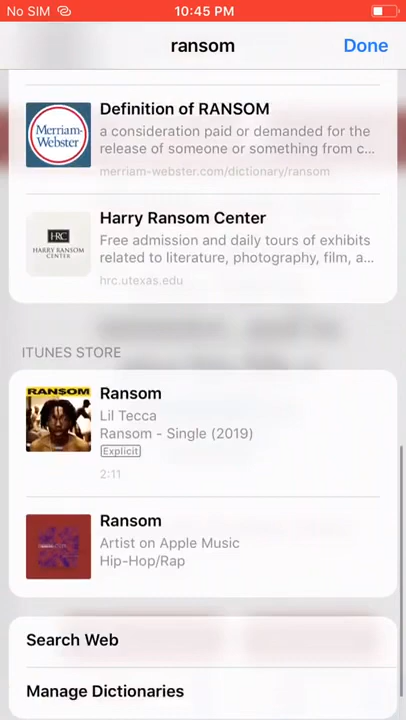 No SIM
10:45 PM
ransom
Done
Merriam-
Webster
Definition of RANSOM
a consideration paid or demanded for the
release of someone or something from c...
merriam-webster.com/dictionary/ransom
HRC
HARRY RANSOM
CENTER
Harry Ransom Center
Free admission and daily tours of exhibits
related to literature, photography, film, a...
hrc.utexas.edu
ITUNES STORE
RANSOM
Ransom
Lil Tecca
Ransom - Single (2019)
Explicit
2:11
Ransom
Artist on Apple Music
Hip-Hop/Rap
Search Web
Manage Dictionaries